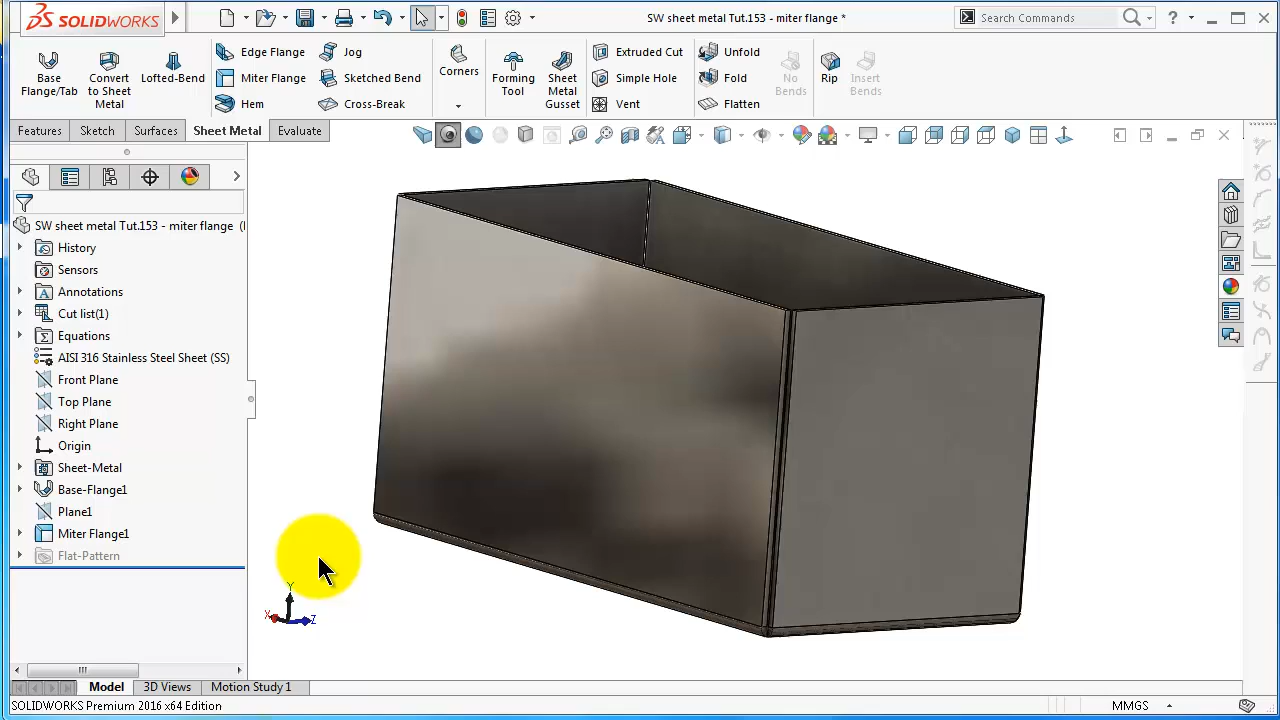 SOLIDWORKS
SW sheet metal Tut.153 - miter flange *
Search Commands
Base Flange/Tab
Convert to Sheet Metal
Lofted-Bend
Edge Flange
Miter Flange
Hem
Jog
Sketched Bend
Cross-Break
Corners
Forming Tool
Sheet Metal Gusset
Extruded Cut
Simple Hole
Vent
Unfold
Fold
Flatten
No Bends
Rip
Insert Bends
Features
Sketch
Surfaces
Sheet Metal
Evaluate
SW sheet metal Tut.153 - miter flange (
History
Sensors
Annotations
Cut list(1)
Equations
AISI 316 Stainless Steel Sheet (SS)
Front Plane
Top Plane
Right Plane
Origin
Sheet-Metal
Base-Flange1
Plane1
Miter Flange1
Flat-Pattern
Y
X
Z
Model
3D Views
Motion Study 1
SOLIDWORKS Premium 2016 x64 Edition
MMGS